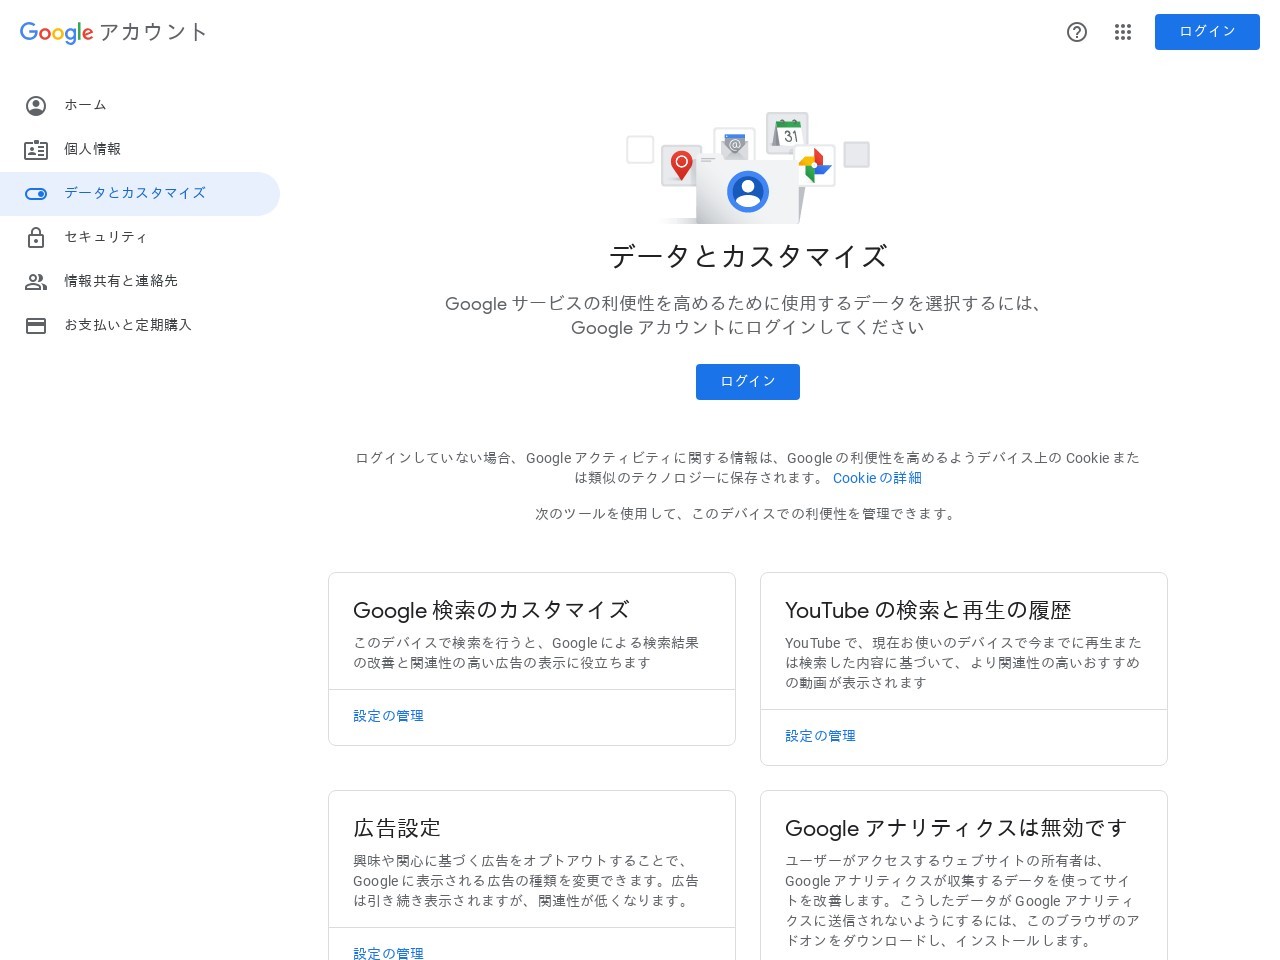 Google アカウント
ログイン
ホーム
個人情報
データとカスタマイズ
セキュリティ
情報共有と連絡先
お支払いと定期購入
31
@
データとカスタマイズ
Google サービスの利便性を高めるために使用するデータを選択するには、
Google アカウントにログインしてください
ログイン
ログインしていない場合、Google アクティビティに関する情報は、Google の利便性を高めるようデバイス上の Cookie また
は類似のテクノロジーに保存されます。 Cookie の詳細
次のツールを使用して、このデバイスでの利便性を管理できます。
Google 検索のカスタマイズ
このデバイスで検索を行うと、Google による検索結果
の改善と関連性の高い広告の表示に役立ちます
設定の管理
YouTube の検索と再生の履歴
YouTube で、現在お使いのデバイスで今までに再生また
は検索した内容に基づいて、より関連性の高いおすすめ
の動画が表示されます
設定の管理
広告設定
興味や関心に基づく広告をオプトアウトすることで、
Google に表示される広告の種類を変更できます。広告
は引き続き表示されますが、関連性が低くなります。
設定の管理
Google アナリティクスは無効です
ユーザーがアクセスするウェブサイトの所有者は、
Google アナリティクスが収集するデータを使ってサイ
トを改善します。こうしたデータが Google アナリティ
クスに送信されないようにするには、このブラウザのア
ドオンをダウンロードし、インストールします。